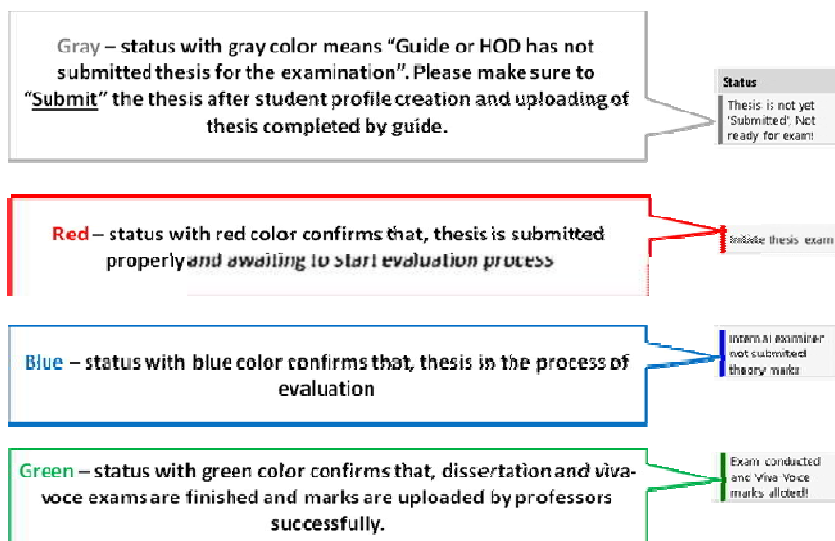 Gray – status with gray color means “Guide or HOD has not
submitted thesis for the examination”. Please make sure to
“Submit” the thesis after student profile creation and uploading of
thesis completed by guide.
Status
Thesis is not yet
'Submitted'. Not
ready for exam!
Red – status with red color confirms that, thesis is submitted
properly and awaiting to start evaluation process
thesis exam
Blue – status with blue color confirms that, thesis in the process of
evaluation
Internal examiner
not submitted
theory marks
Green – status with green color confirms that, dissertation and viva-
voce exams are finished and marks are uploaded by professors
successfully.
Exam conducted
and Viva Voce
marks alloted!